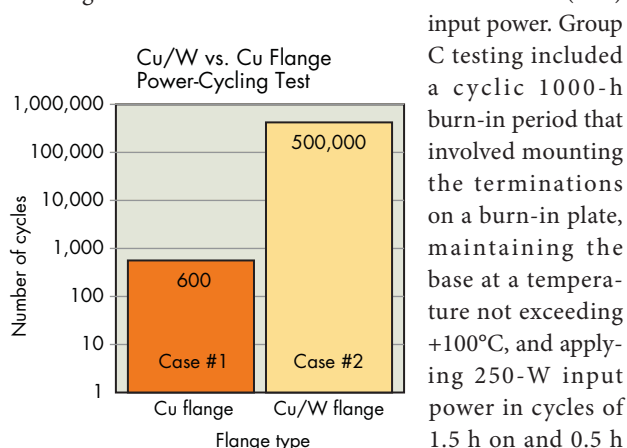 Cu/W vs. Cu Flange
Power-Cycling Test
1,000,000
100,000
10,000
1,000
100
10
1
Number of cycles
600
Case #1
500,000
Case #2
Cu flange
Cu/W flange
Flange type
input power. Group
C testing included
a cyclic 1000-h
burn-in period that
involved mounting
the terminations
on a burn-in plate,
maintaining the
base at a tempera-
ture not exceeding
+100°C, and apply-
ing 250-W input
power in cycles of
1.5 h on and 0.5 h